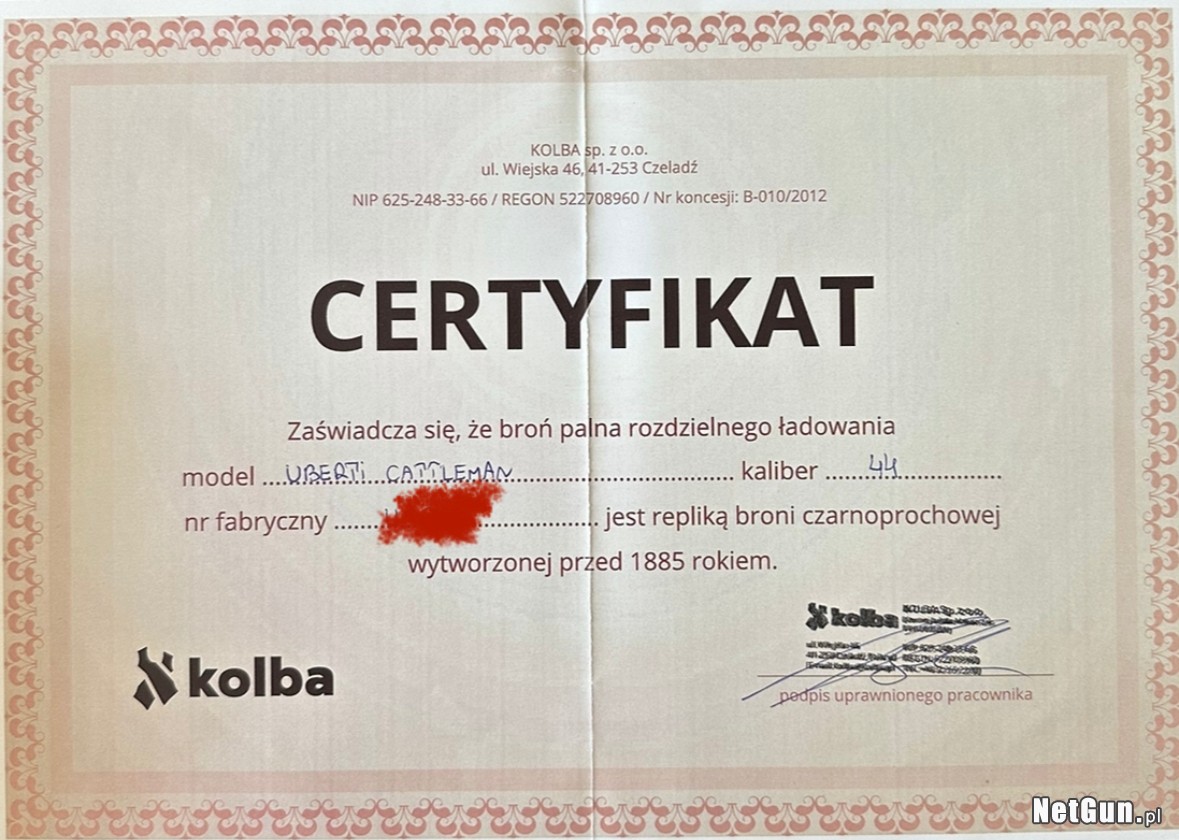 KOLBA sp. z o.o.
ul. Wiejska 46, 41-253 Czeladź
NIP 625-248-33-66 / REGON 522708960 / Nr koncesji: B-010/2012
CERTYFIKAT
Zaświadcza się, że broń palna rozdzielnego ładowania
model ....UBERTI CATTLEMAN.................................. kaliber .......44................
nr fabryczny ........ .................. jest repliką broni czarnoprochowej
wytworzonej przed 1885 rokiem.
kolba
kolba
podpis uprawnionego pracownika
NetGun.pl